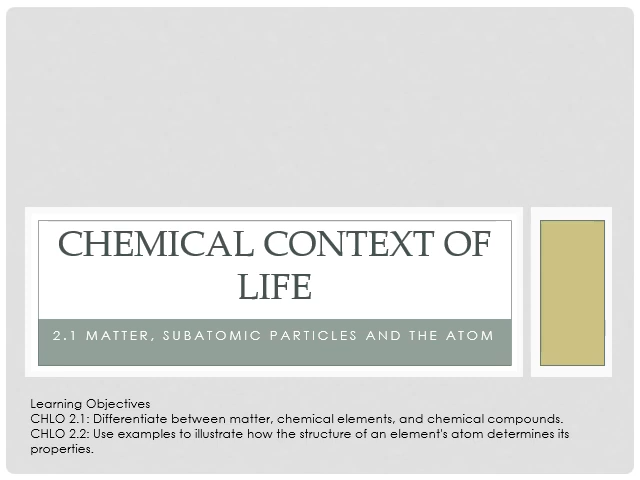 CHEMICAL CONTEXT OF
LIFE
2.1 MATTER, SUBATOMIC PARTICLES AND THE ATOM
Learning Objectives
CHLO 2.1: Differentiate between matter, chemical elements, and chemical compounds.
CHLO 2.2: Use examples to illustrate how the structure of an element's atom determines its
properties.